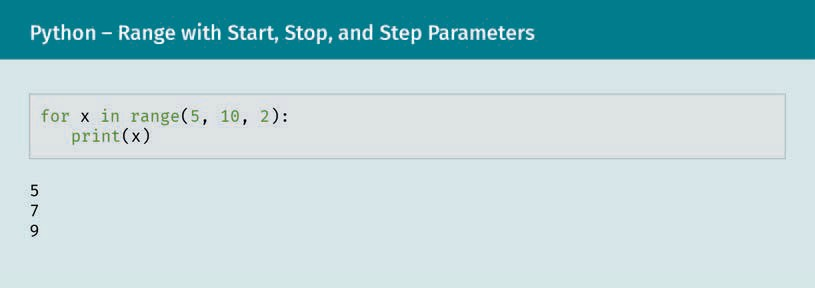 Python – Range with Start, Stop, and Step Parameters
for x in range(5, 10, 2):
   print(x)
5
7
9